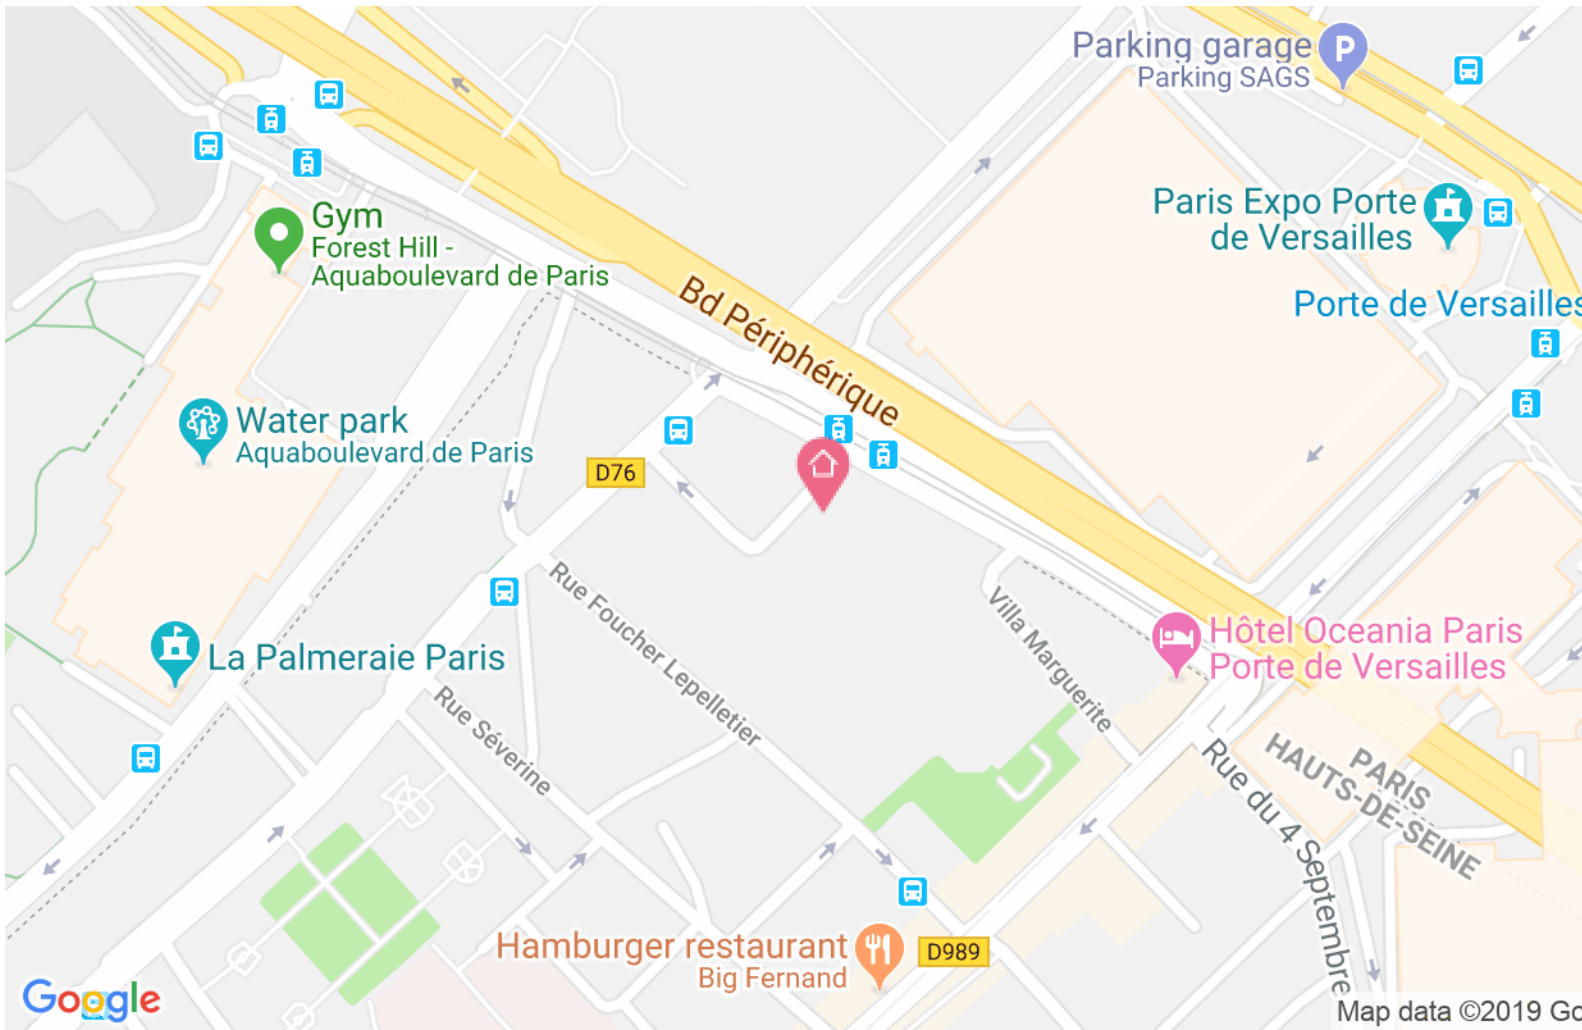 Parking garage
Parking SAGS
P
Paris Expo Porte
de Versailles
Gym
Forest Hill -
Aquaboulevard de Paris
Porte de Versailles
Bd Périphérique
Water park
Aquaboulevard de Paris
D76
Rue Foucher Lepelletier
Villa Marguerite
Hôtel Oceania Paris
Porte de Versailles
La Palmeraie Paris
Rue Séverine
PARIS
HAUTS-DE-SEINE
Rue du 4 Septembre
Hamburger restaurant
Big Fernand
D989
Google
Map data ©2019 Go